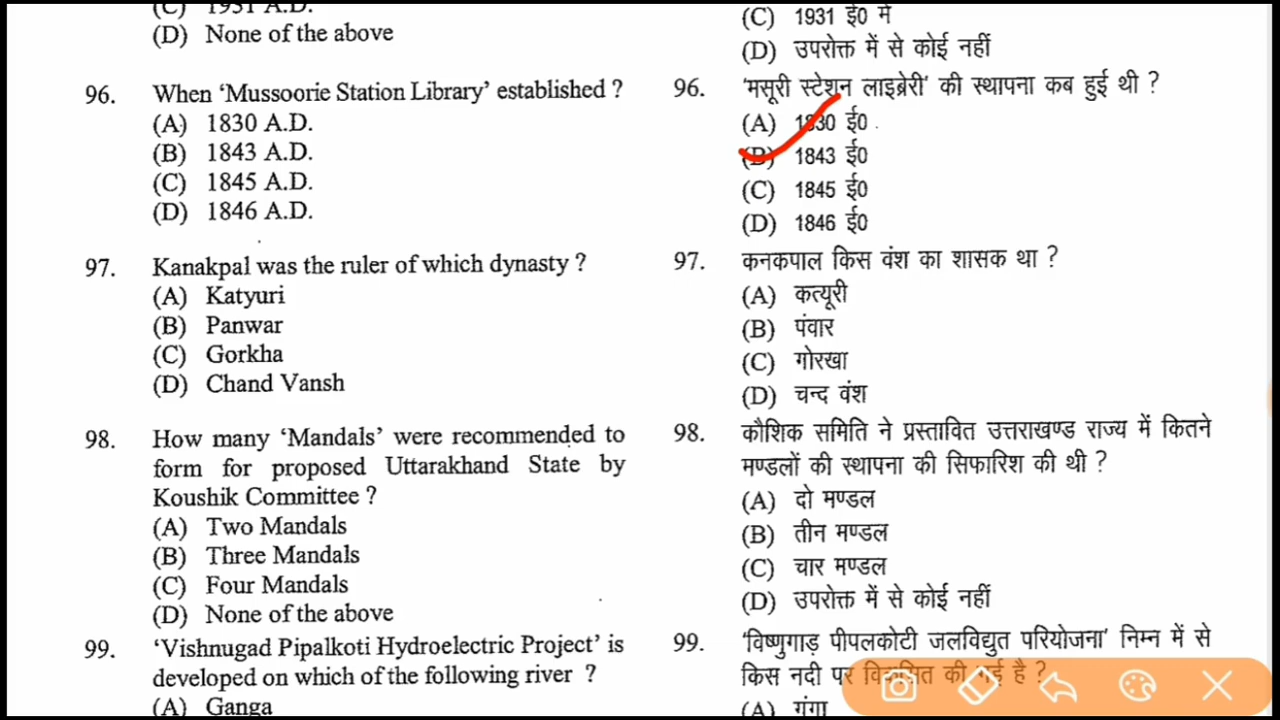 (C) 1931 A.D.
(D) None of the above
96. When ‘Mussoorie Station Library’ established ?
(A) 1830 A.D.
(B) 1843 A.D.
(C) 1845 A.D.
(D) 1846 A.D.
97. Kanakpal was the ruler of which dynasty ?
(A) Katyuri
(B) Panwar
(C) Gorkha
(D) Chand Vansh
98. How many ‘Mandals’ were recommended to
form for proposed Uttarakhand State by
Koushik Committee ?
(A) Two Mandals
(B) Three Mandals
(C) Four Mandals
(D) None of the above
99. ‘Vishnugad Pipalkoti Hydroelectric Project’ is
developed on which of the following river ?
(A) Ganga
(C) 1931 ई0 में
(D) उपरोक्त में से कोई नहीं
96. ‘मसूरी स्टेशन लाइब्रेरी’ की स्थापना कब हुई थी ?
(A) 1830 ई0
(B) 1843 ई0
(C) 1845 ई0
(D) 1846 ई0
97. कनकपाल किस वंश का शासक था ?
(A) कत्यूरी
(B) पंवार
(C) गोरखा
(D) चन्द वंश
98. कौशिक समिति ने प्रस्तावित उत्तराखण्ड राज्य में कितने
मण्डलों की स्थापना की सिफारिश की थी ?
(A) दो मण्डल
(B) तीन मण्डल
(C) चार मण्डल
(D) उपरोक्त में से कोई नहीं
99. ‘विष्णुगाड़ पीपलकोटी जलविद्युत परियोजना’ निम्न में से
किस नदी पर विकसित की गई है ?
(A) गंगा